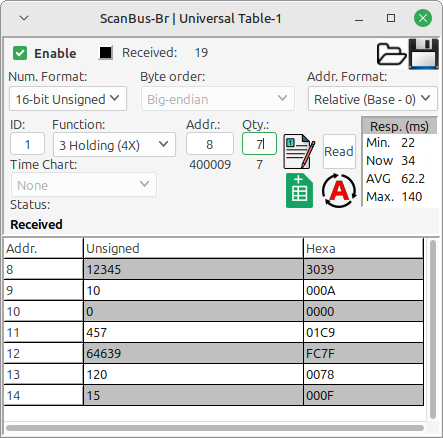 ScanBus-Br | Universal Table-1
Enable Received: 19
Num. Format: Byte order: Addr. Format:
16-bit Unsigned Big-endian Relative (Base - 0)
ID: Function: Addr.: Qty.: Resp. (ms)
1 3 Holding (4X) 8 7 Read
400009 7
Min. 22
Now 34
AVG 62.2
Max. 140
Time Chart:
None
A
Status:
Received
Addr. Unsigned Hexa
8 12345 3039
9 10 000A
10 0 0000
11 457 01C9
12 64639 FC7F
13 120 0078
14 15 000F